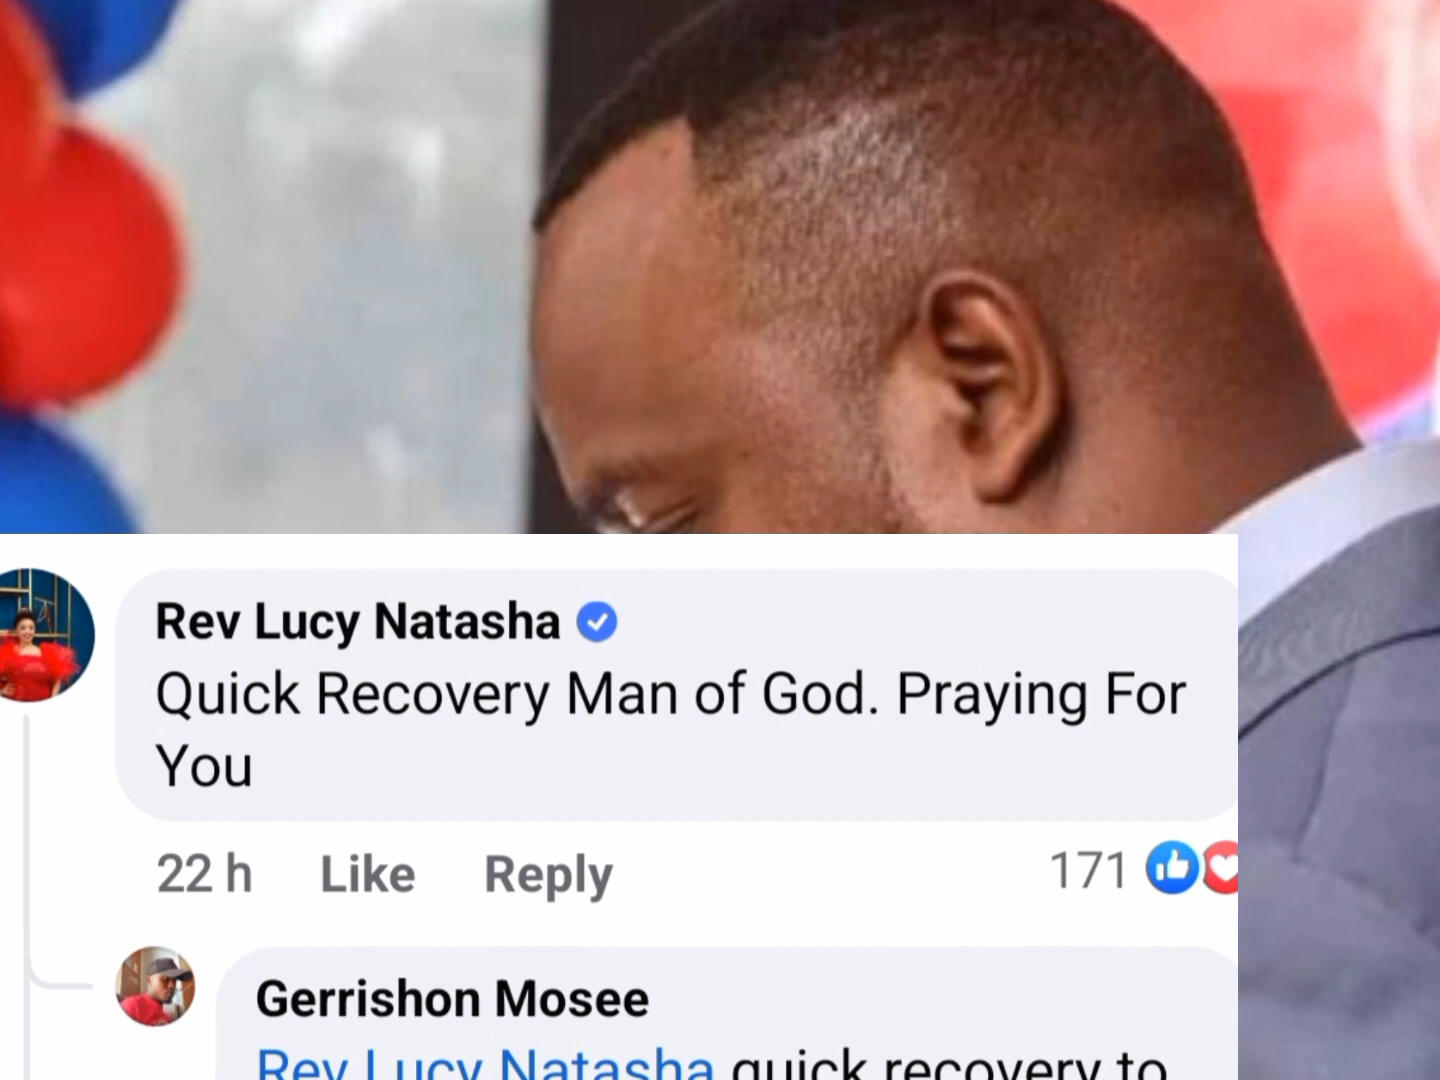 Rev Lucy Natasha
Quick Recovery Man of God. Praying For
You
22 h Like Reply 171
Gerrishon Mosee
Rev Lucy Natasha quick recovery to